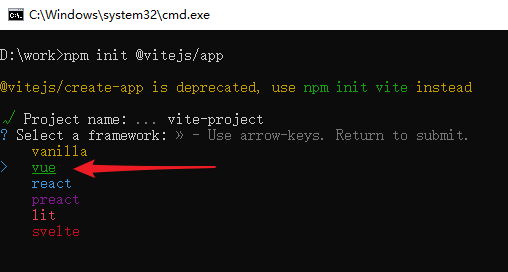 C:\Windows\system32\cmd.exe
D:\work>npm init @vitejs/app
@vitejs/create-app is deprecated, use npm init vite instead
√ Project name: ... vite-project
? Select a framework: » - Use arrow-keys. Return to submit.
vanilla
> vue
react
preact
lit
svelte